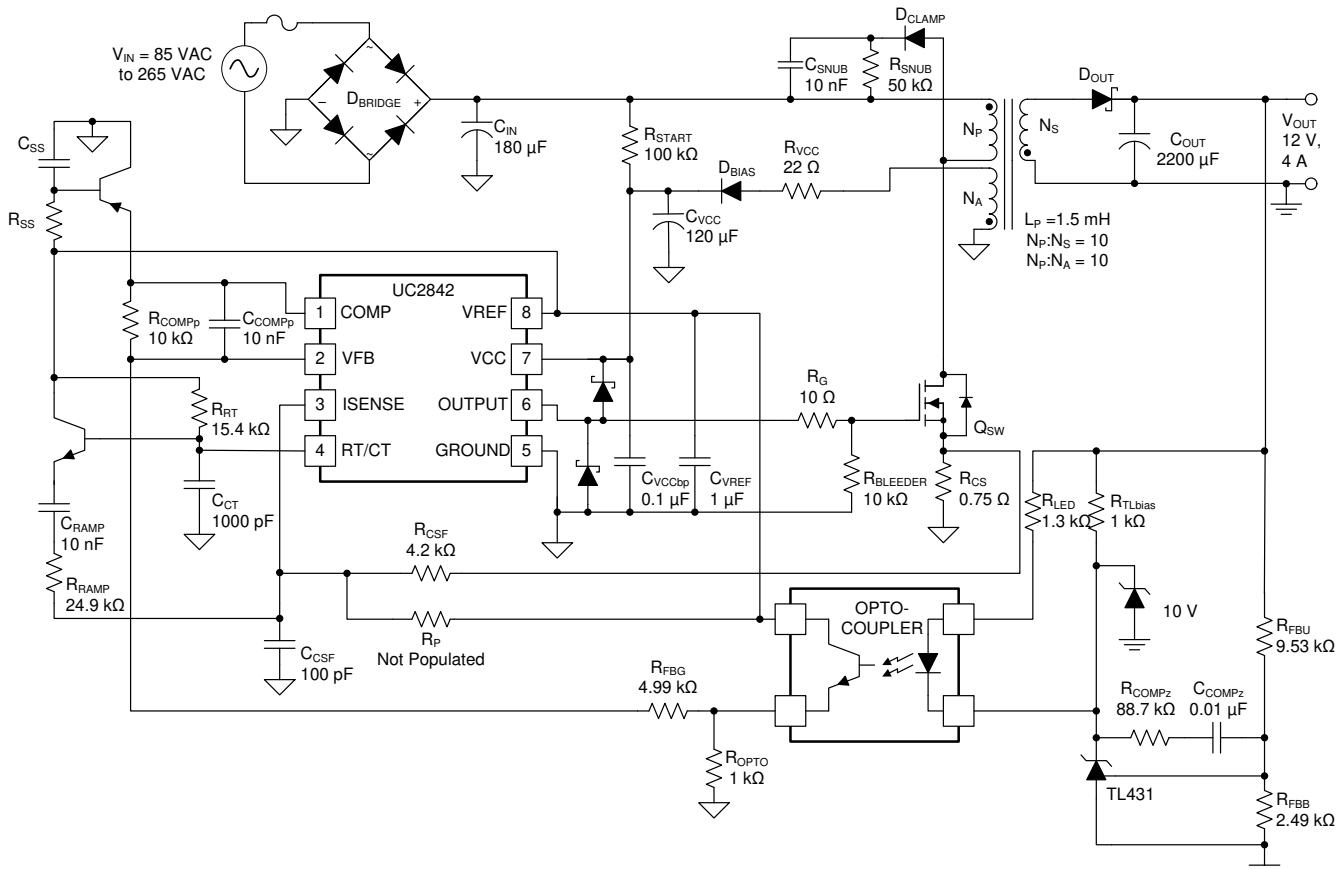 VIN = 85 VAC
to 265 VAC
DBRIDGE
~
~
−
+
CIN
180 µF
DCLAMP
CSNUB
10 nF
RSNUB
50 kΩ
RSTART
100 kΩ
DBIAS
RVCC
22 Ω
CVCC
120 µF
NP
NS
NA
LP =1.5 mH
NP:NS = 10
NP:NA = 10
DOUT
COUT
2200 µF
VOUT
12 V,
4 A
CSS
RSS
RCOMPp
10 kΩ
CCOMPp
10 nF
UC2842
1 COMP
2 VFB
3 ISENSE
4 RT/CT
VREF 8
VCC 7
OUTPUT 6
GROUND 5
RRT
15.4 kΩ
CCT
1000 pF
CRAMP
10 nF
RRAMP
24.9 kΩ
CVCCbp
0.1 µF
CVREF
1 µF
RG
10 Ω
RBLEEDER
10 kΩ
QSW
RCS
0.75 Ω
RLED
1.3 kΩ
RTLbias
1 kΩ
RCSF
4.2 kΩ
RP
Not Populated
CCSF
100 pF
OPTO-
COUPLER
10 V
RFBU
9.53 kΩ
RFBG
4.99 kΩ
ROPTO
1 kΩ
RCOMPz
88.7 kΩ
CCOMPz
0.01 µF
TL431
RFBB
2.49 kΩ